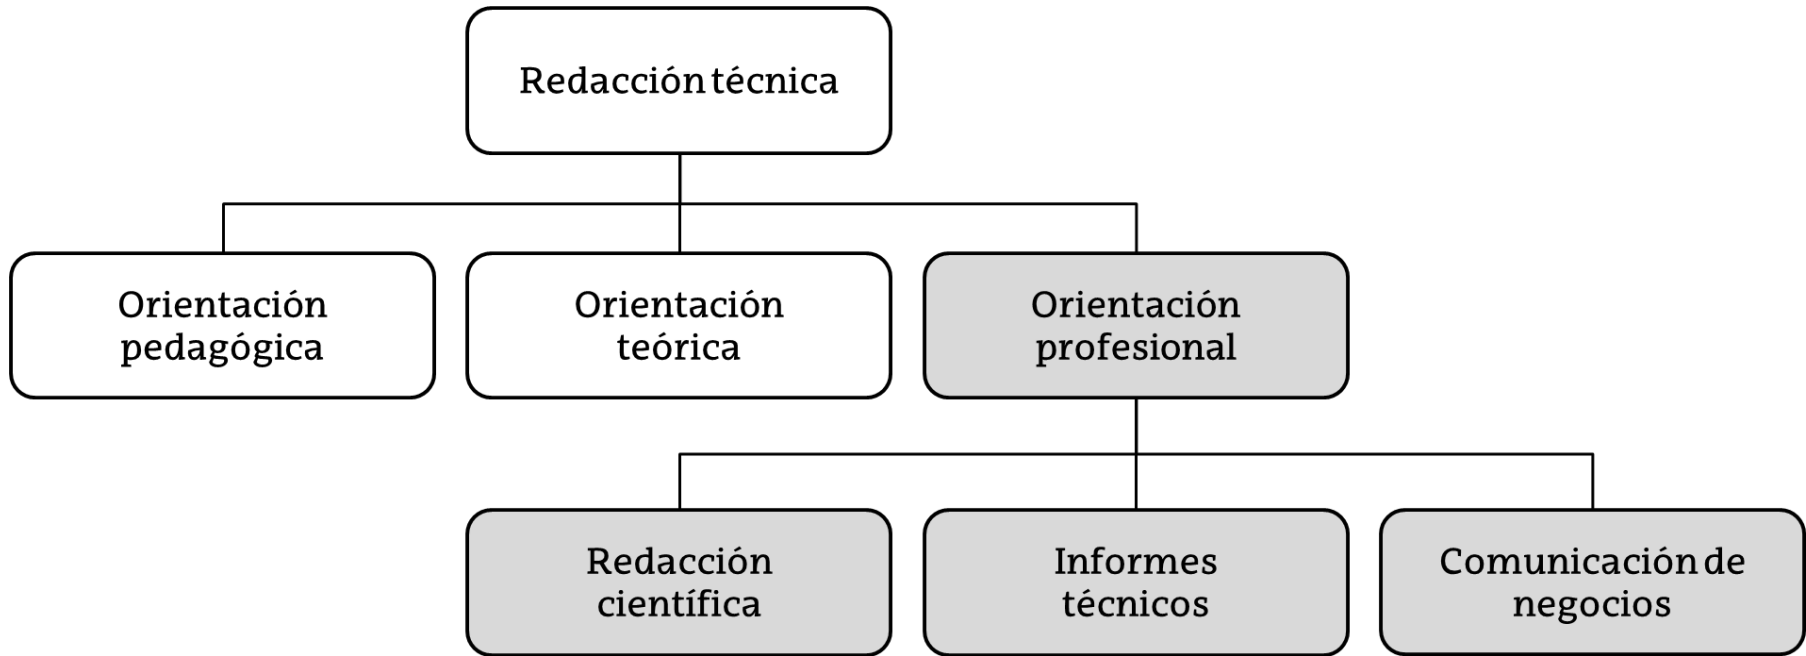 Redacción técnica
Orientación
pedagógica
Orientación
teórica
Orientación
profesional
Redacción
científica
Informes
técnicos
Comunicación de
negocios